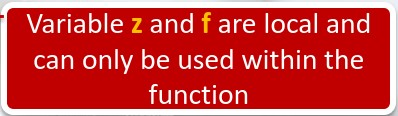 Variable z and f are local and
can only be used within the
function